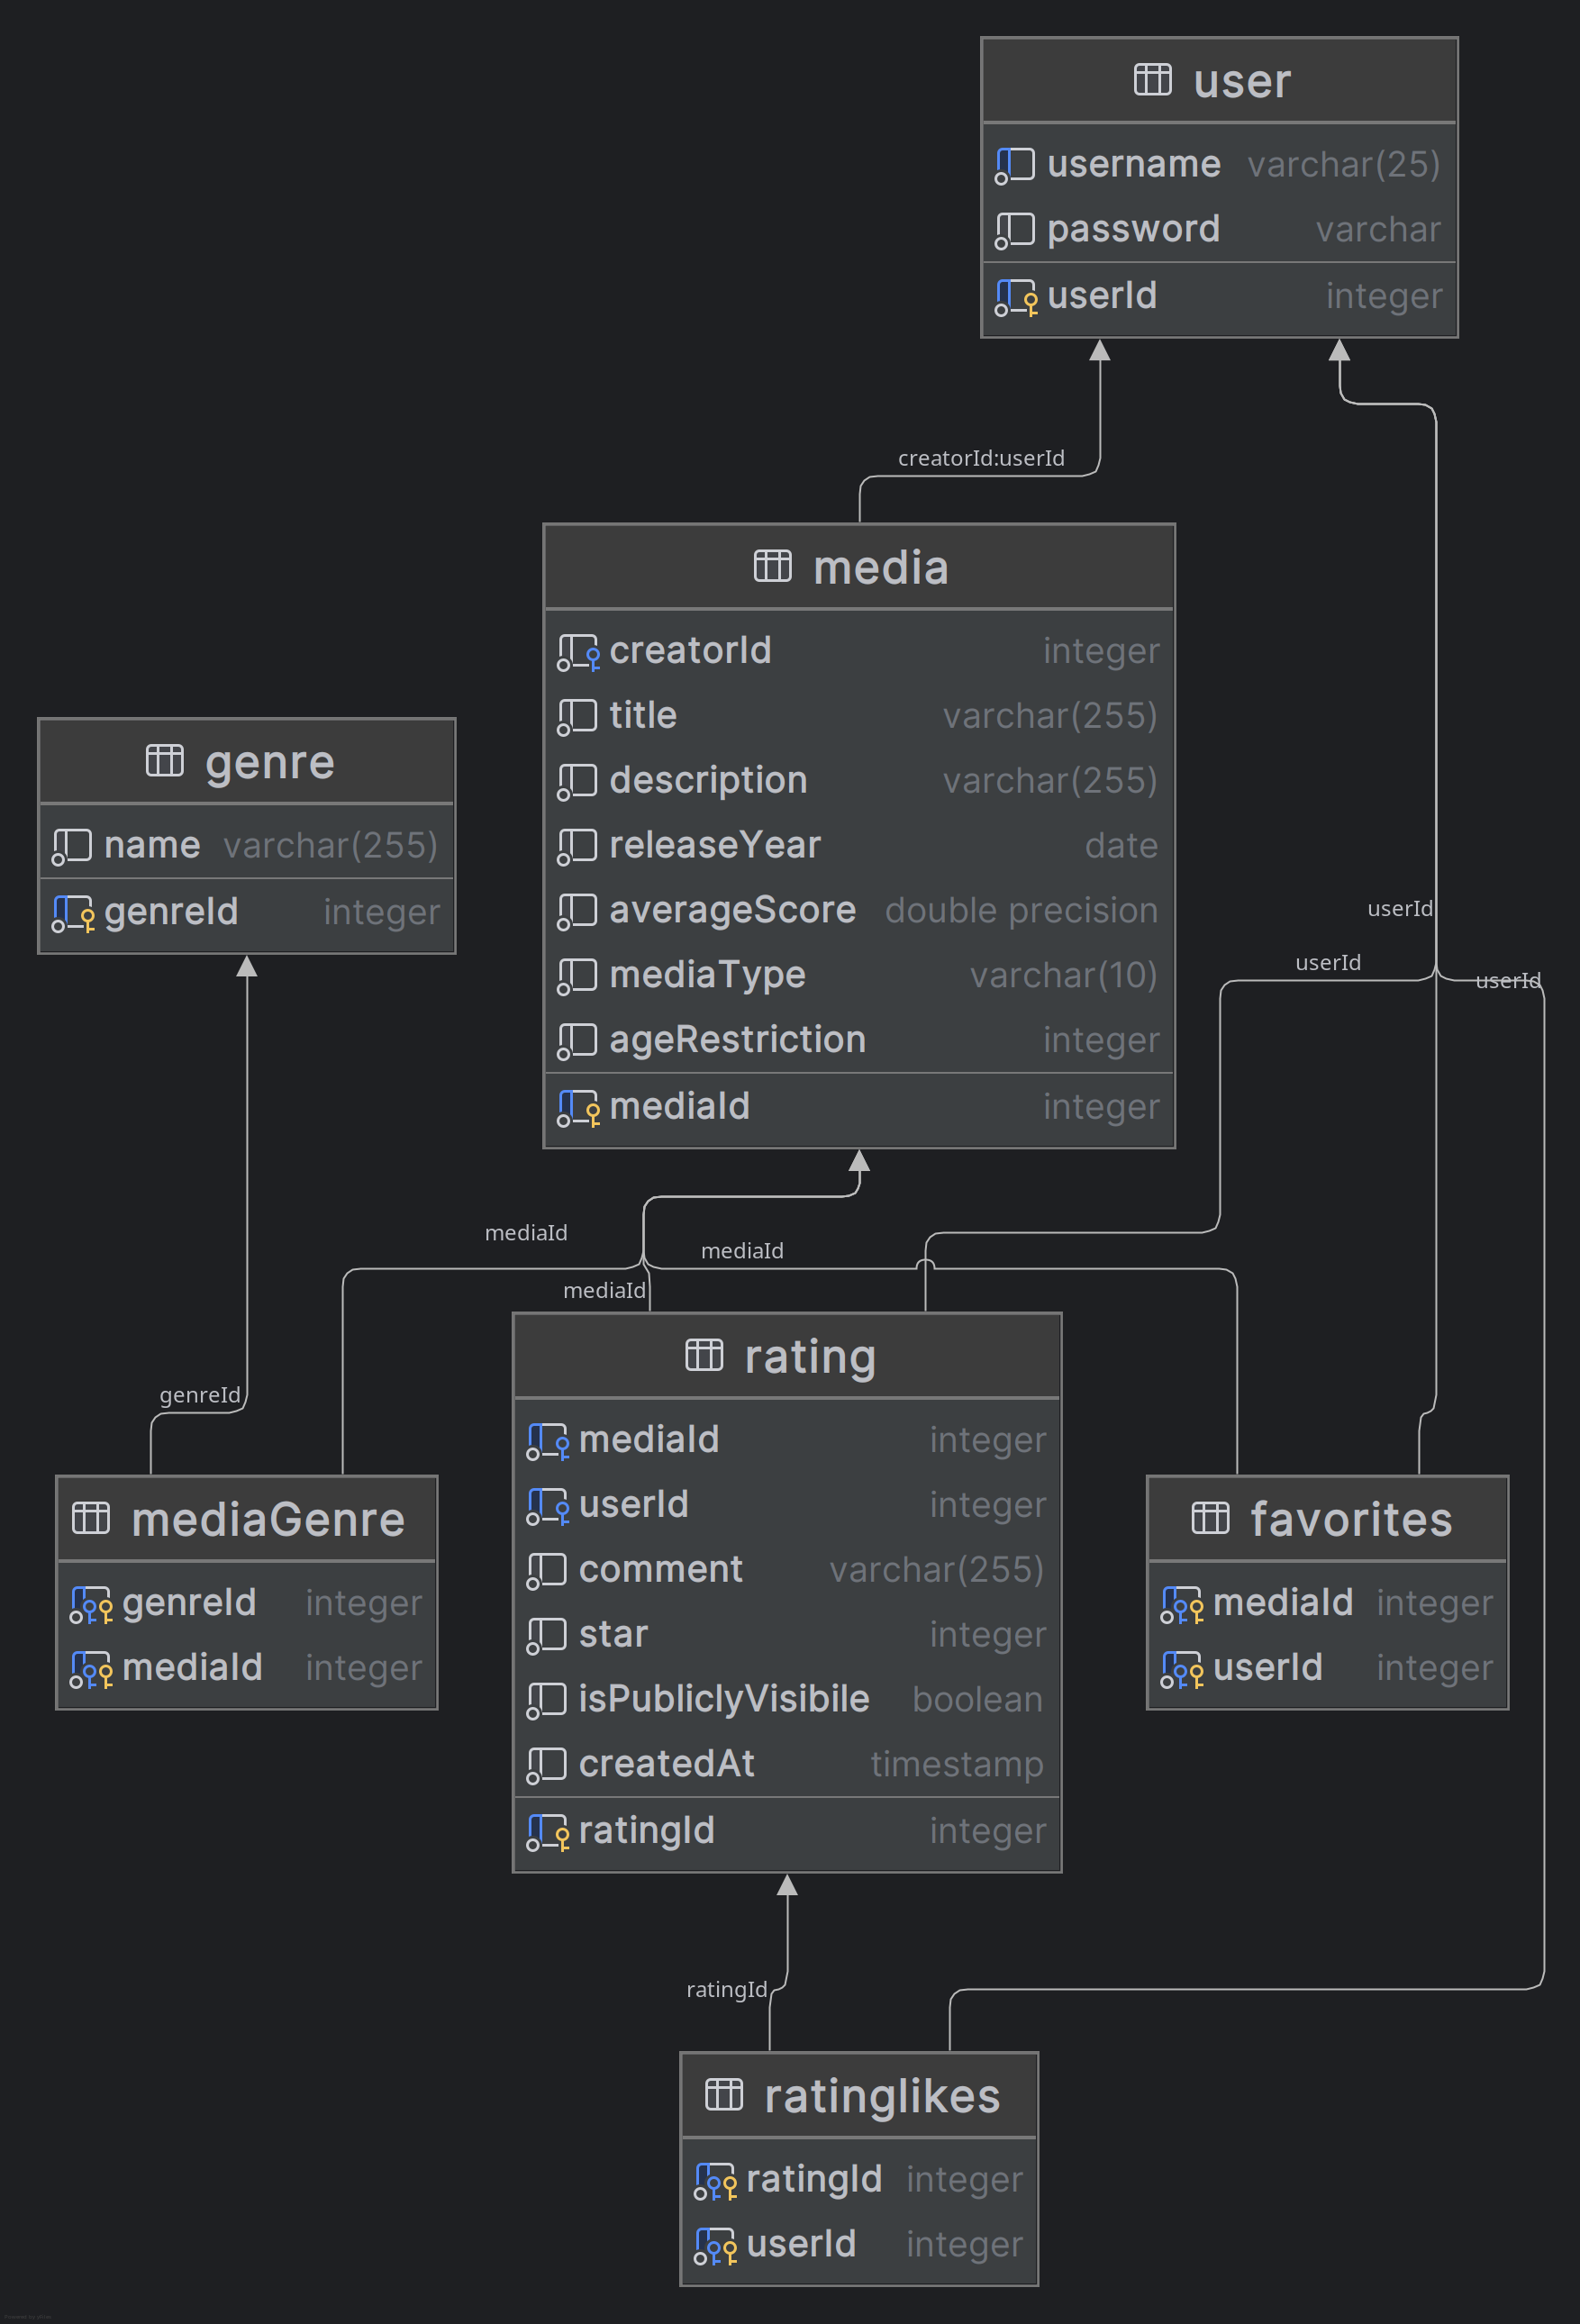 user
username varchar(25)
password varchar
userId integer
creatorId:userId
media
creatorId integer
title varchar(255)
description varchar(255)
releaseYear date
averageScore double precision
mediaType varchar(10)
ageRestriction integer
mediaId integer
genre
name varchar(255)
genreId integer
userId
userId
userId
mediaId
mediaId
mediaId
genreId
rating
mediaId integer
userId integer
comment varchar(255)
star integer
isPubliclyVisibile boolean
createdAt timestamp
ratingId integer
mediaGenre
genreId integer
mediaId integer
favorites
mediaId integer
userId integer
ratingId
ratinglikes
ratingId integer
userId integer